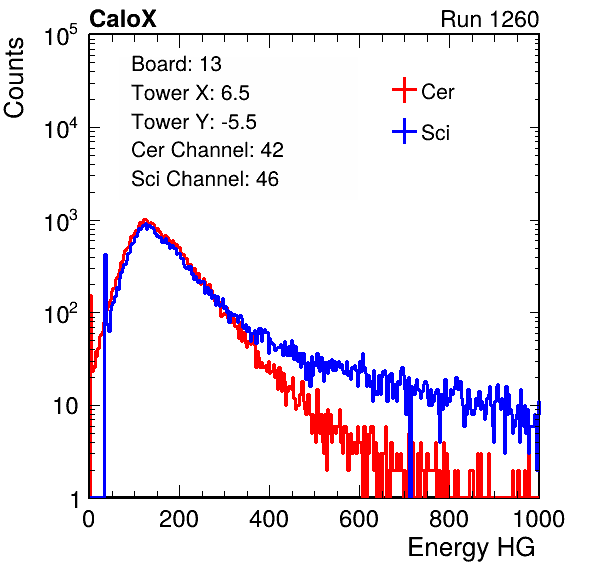 CaloX Run 1260
Counts
10^5
10^4
10^3
10^2
10
1
Board: 13
Tower X: 6.5
Tower Y: -5.5
Cer Channel: 42
Sci Channel: 46
Cer
Sci
0 200 400 600 800 1000
Energy HG